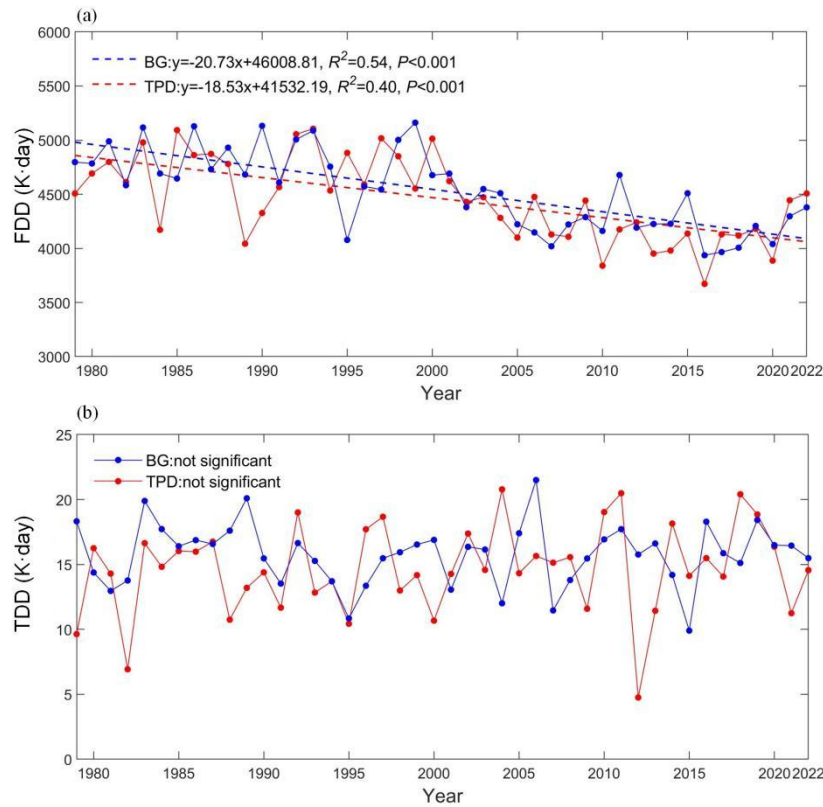 (a)
6000
5500
5000
4500
4000
3500
3000
FDD (K·day)
BG:y=-20.73x+46008.81, R²=0.54, P<0.001
TPD:y=-18.53x+41532.19, R²=0.40, P<0.001
1980 1985 1990 1995 2000 2005 2010 2015 2020 2022
Year
(b)
25
20
15
10
5
0
TDD (K·day)
BG:not significant
TPD:not significant
1980 1985 1990 1995 2000 2005 2010 2015 2020 2022
Year